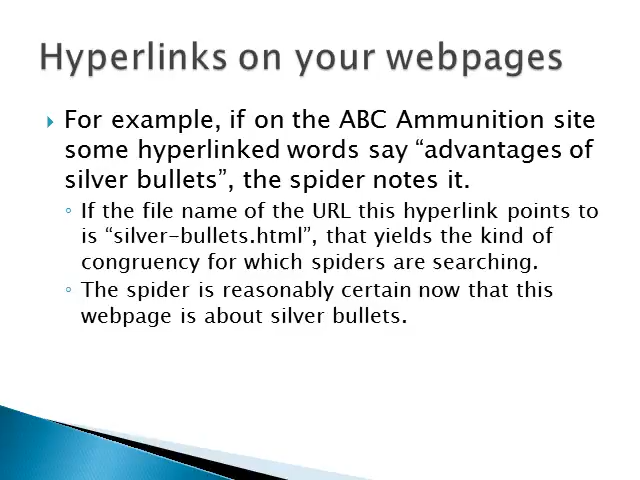 Hyperlinks on your webpages
For example, if on the ABC Ammunition site
some hyperlinked words say “advantages of
silver bullets”, the spider notes it.
If the file name of the URL this hyperlink points to
is “silver-bullets.html”, that yields the kind of
congruency for which spiders are searching.
The spider is reasonably certain now that this
webpage is about silver bullets.